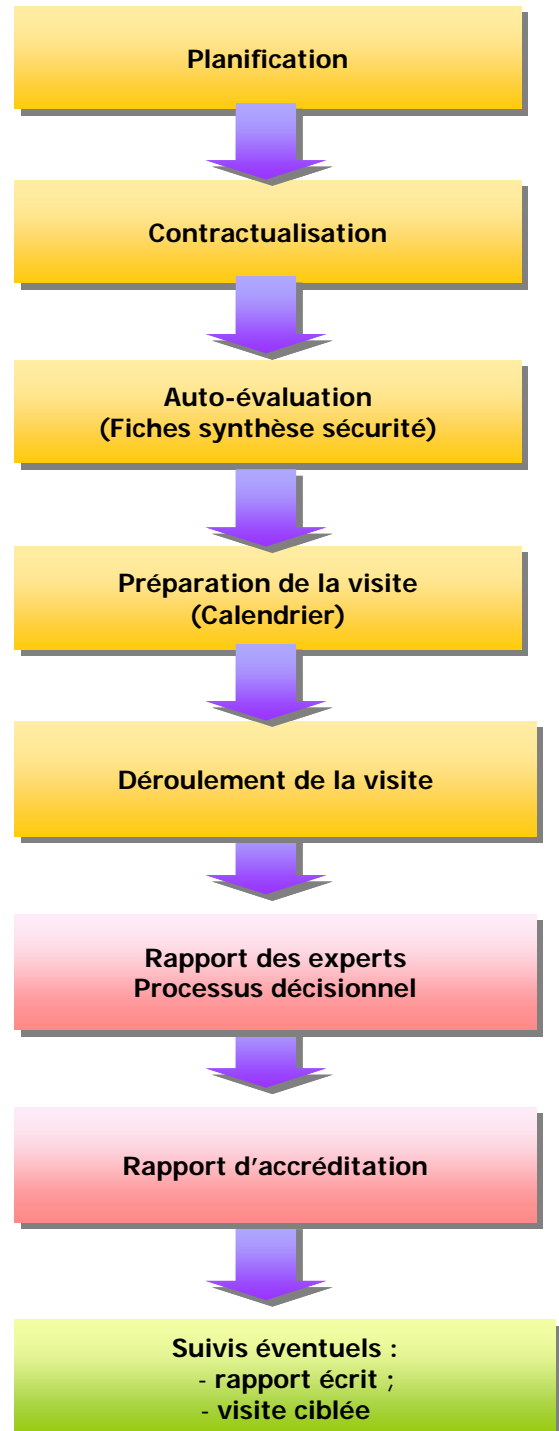 Planification
Contractualisation
Auto-évaluation
(Fiches synthèse sécurité)
Préparation de la visite
(Calendrier)
Déroulement de la visite
Rapport des experts
Processus décisionnel
Rapport d’accréditation
Suivis éventuels :
- rapport écrit ;
- visite ciblée